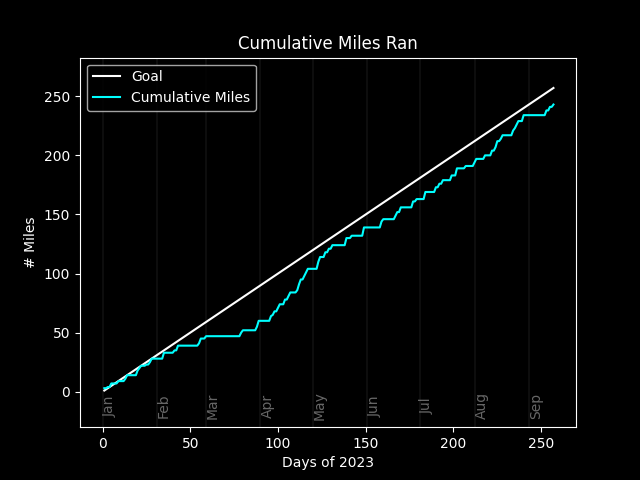 Cumulative Miles Ran
Goal
Cumulative Miles
# Miles
250
200
150
100
50
0
Jan Feb Mar Apr May Jun Jul Aug Sep
0 50 100 150 200 250
Days of 2023